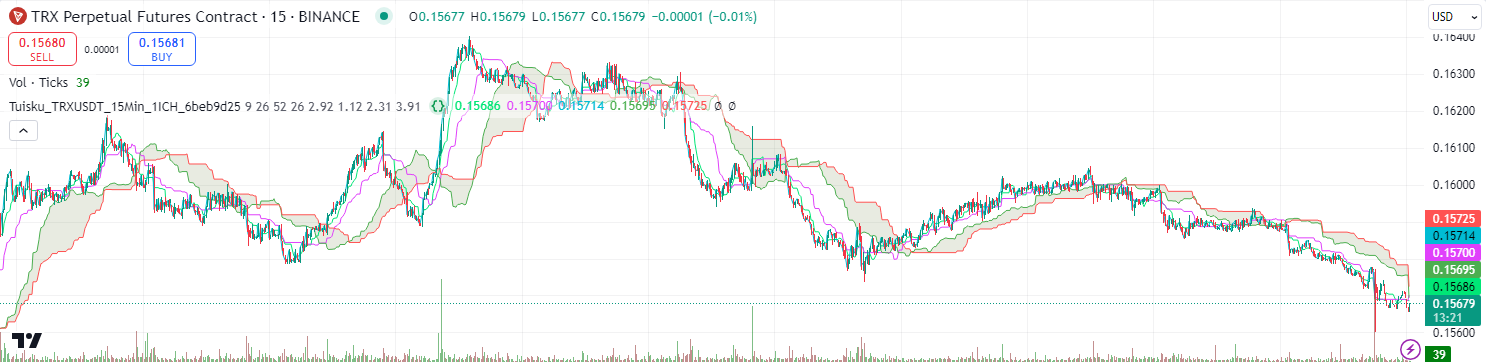 TRX Perpetual Futures Contract · 15 · BINANCE O0.15677 H0.15679 L0.15677 C0.15679 −0.00001 (−0.01%)
USD
0.15680
SELL
0.00001
0.15681
BUY
Vol · Ticks 39
Tuisku_TRXUSDT_15Min_1ICH_6beb9d25 9 26 52 26 2.92 1.12 2.31 3.91 0.15686 0.15700 0.15714 0.15695 0.15725 Ø Ø
0.16400
0.16300
0.16200
0.16100
0.16000
0.15725
0.15714
0.15700
0.15695
0.15686
0.15679
13:21
0.15600
39